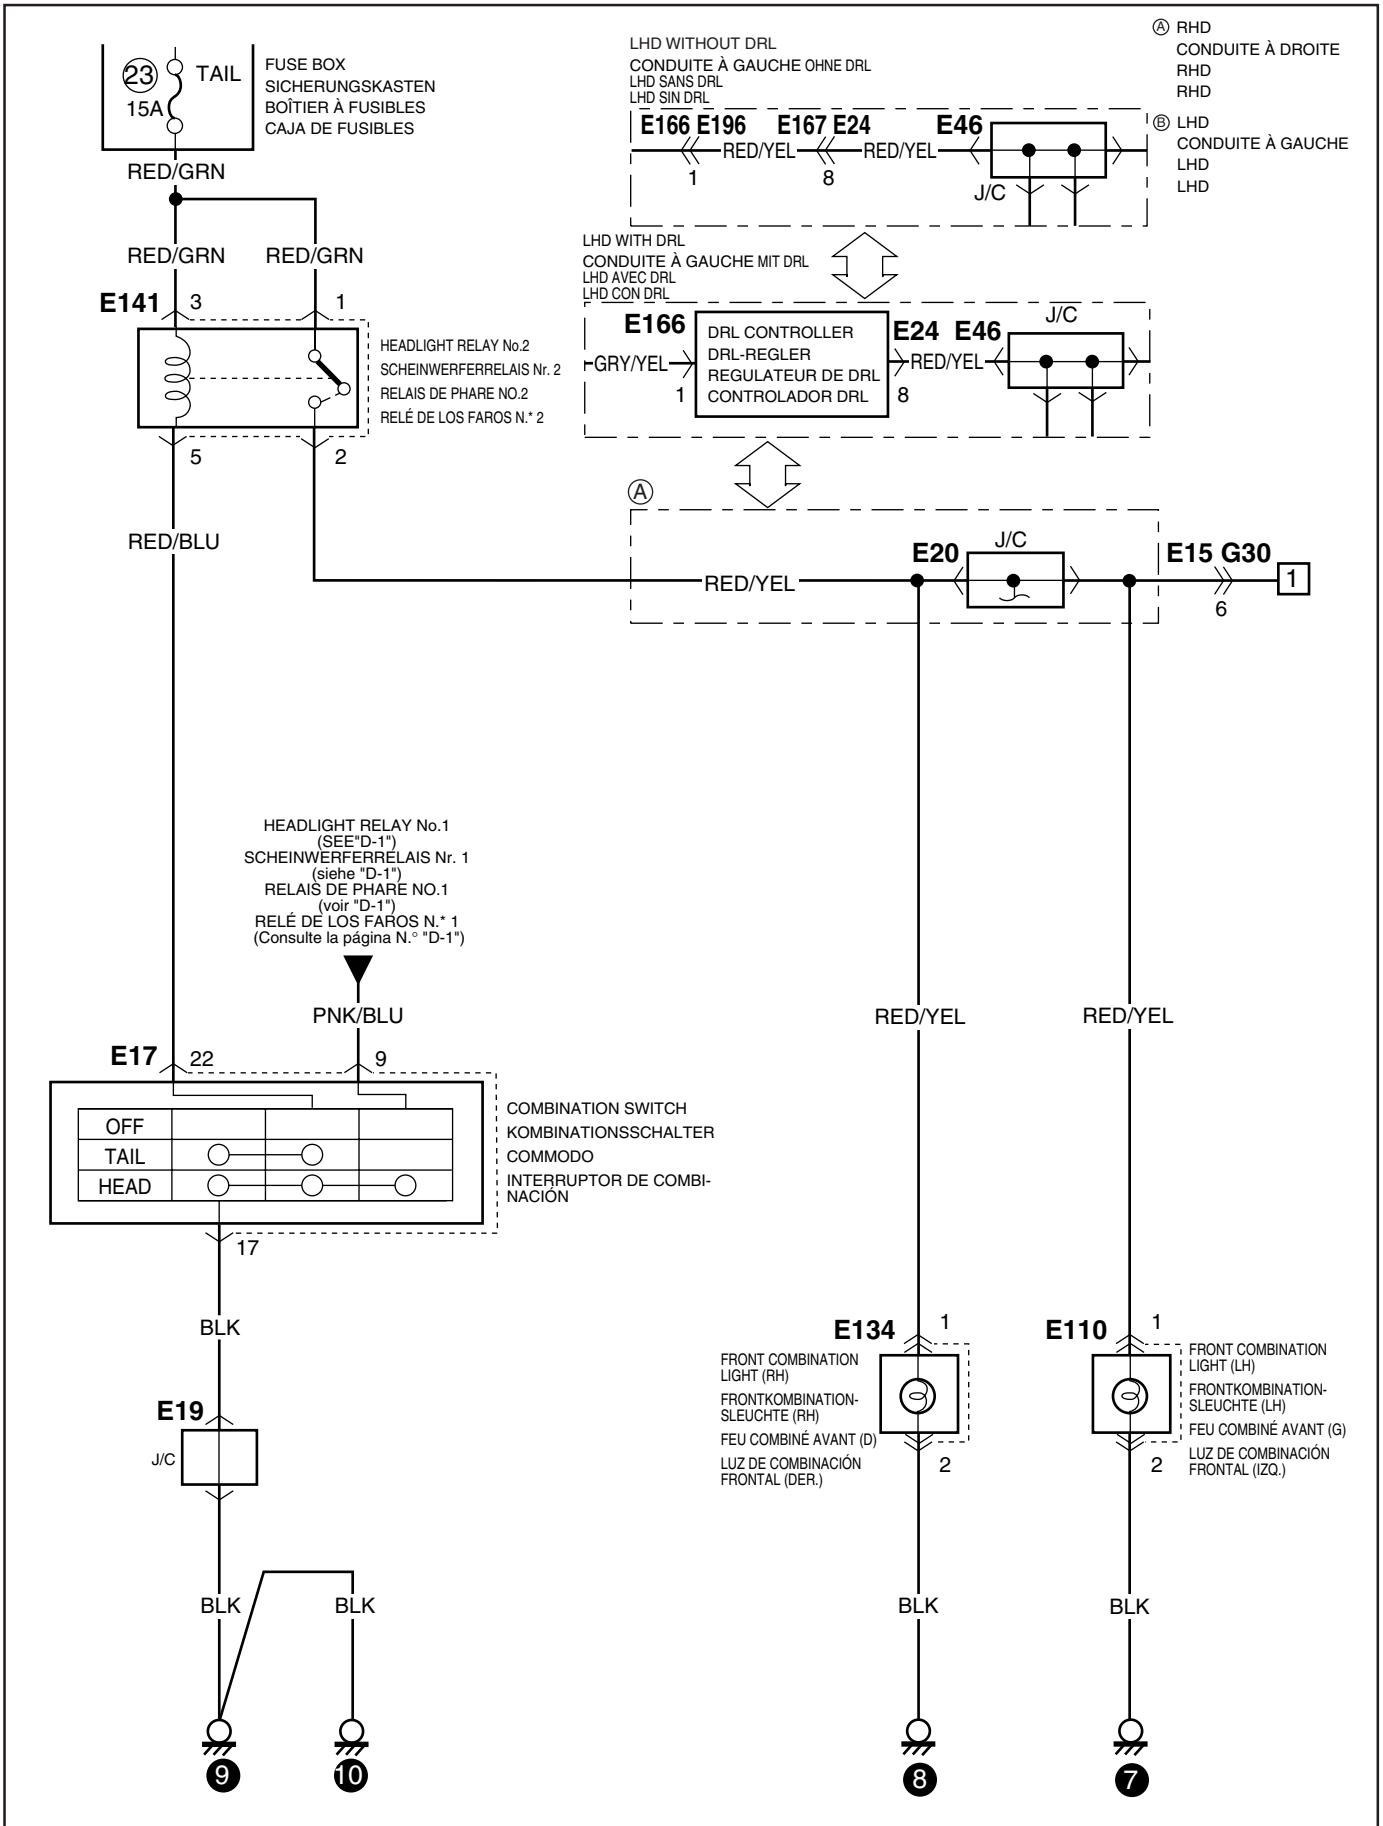 23
TAIL
15A
FUSE BOX
SICHERUNGSKASTEN
BOÎTIER À FUSIBLES
CAJA DE FUSIBLES
LHD WITHOUT DRL
CONDUITE À GAUCHE OHNE DRL
LHD SANS DRL
LHD SIN DRL
A RHD
CONDUITE À DROITE
RHD
RHD
B LHD
CONDUITE À GAUCHE
LHD
LHD
E166 E196 E167 E24 E46
RED/YEL RED/YEL
1 8
J/C
RED/GRN
RED/GRN RED/GRN
LHD WITH DRL
CONDUITE À GAUCHE MIT DRL
LHD AVEC DRL
LHD CON DRL
E141 3 1
HEADLIGHT RELAY No.2
SCHEINWERFERRELAIS Nr. 2
RELAIS DE PHARE NO.2
RELÉ DE LOS FAROS N.* 2
5 2
E166
GRY/YEL
1
DRL CONTROLLER
DRL-REGLER
REGULATEUR DE DRL
CONTROLADOR DRL
E24 E46
RED/YEL
8
J/C
RED/BLU
A
RED/YEL
E20
J/C
E15 G30
6
1
HEADLIGHT RELAY No.1
(SEE"D-1")
SCHEINWERFERRELAIS Nr. 1
(siehe "D-1")
RELAIS DE PHARE NO.1
(voir "D-1")
RELÉ DE LOS FAROS N.* 1
(Consulte la página N.° "D-1")
PNK/BLU
RED/YEL RED/YEL
E17 22 9
OFF
TAIL
HEAD
COMBINATION SWITCH
KOMBINATIONSSCHALTER
COMMODO
INTERRUPTOR DE COMBI-
NACIÓN
17
BLK
E19
J/C
E134 1
FRONT COMBINATION
LIGHT (RH)
FRONTKOMBINATION-
SLEUCHTE (RH)
FEU COMBINÉ AVANT (D)
LUZ DE COMBINACIÓN
FRONTAL (DER.)
2
E110 1
FRONT COMBINATION
LIGHT (LH)
FRONTKOMBINATION-
SLEUCHTE (LH)
FEU COMBINÉ AVANT (G)
LUZ DE COMBINACIÓN
FRONTAL (IZQ.)
2
BLK BLK BLK BLK
9 10 8 7